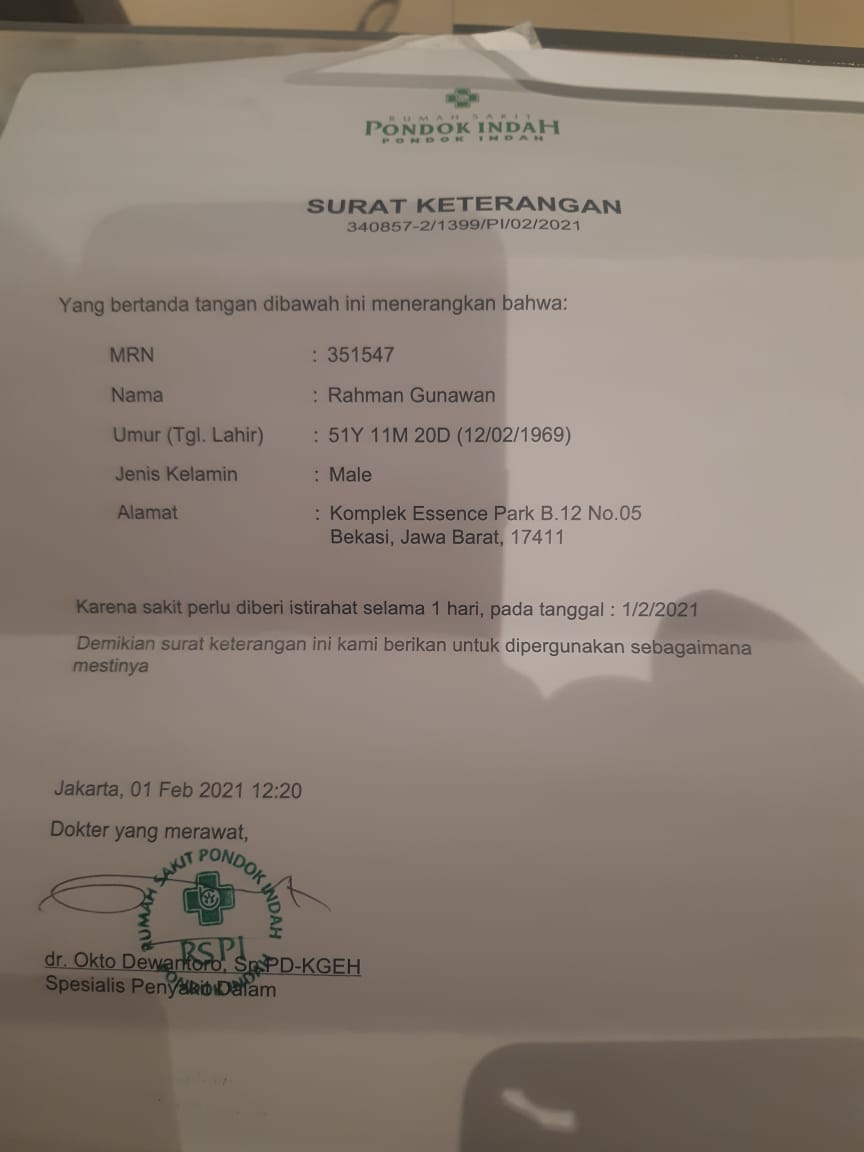 RUMAH SAKIT
PONDOK INDAH
PONDOK INDAH
SURAT KETERANGAN
340857-2/1399/PI/02/2021
Yang bertanda tangan dibawah ini menerangkan bahwa:
MRN : 351547
Nama : Rahman Gunawan
Umur (Tgl. Lahir) : 51Y 11M 20D (12/02/1969)
Jenis Kelamin : Male
Alamat : Komplek Essence Park B.12 No.05
Bekasi, Jawa Barat, 17411
Karena sakit perlu diberi istirahat selama 1 hari, pada tanggal : 1/2/2021
Demikian surat keterangan ini kami berikan untuk dipergunakan sebagaimana
mestinya
Jakarta, 01 Feb 2021 12:20
Dokter yang merawat,
RUMAH SAKIT PONDOK INDAH
RSPI
PONDOK INDAH
dr. Okto Dewantoro, Sp.PD-KGEH
Spesialis Penyakit Dalam